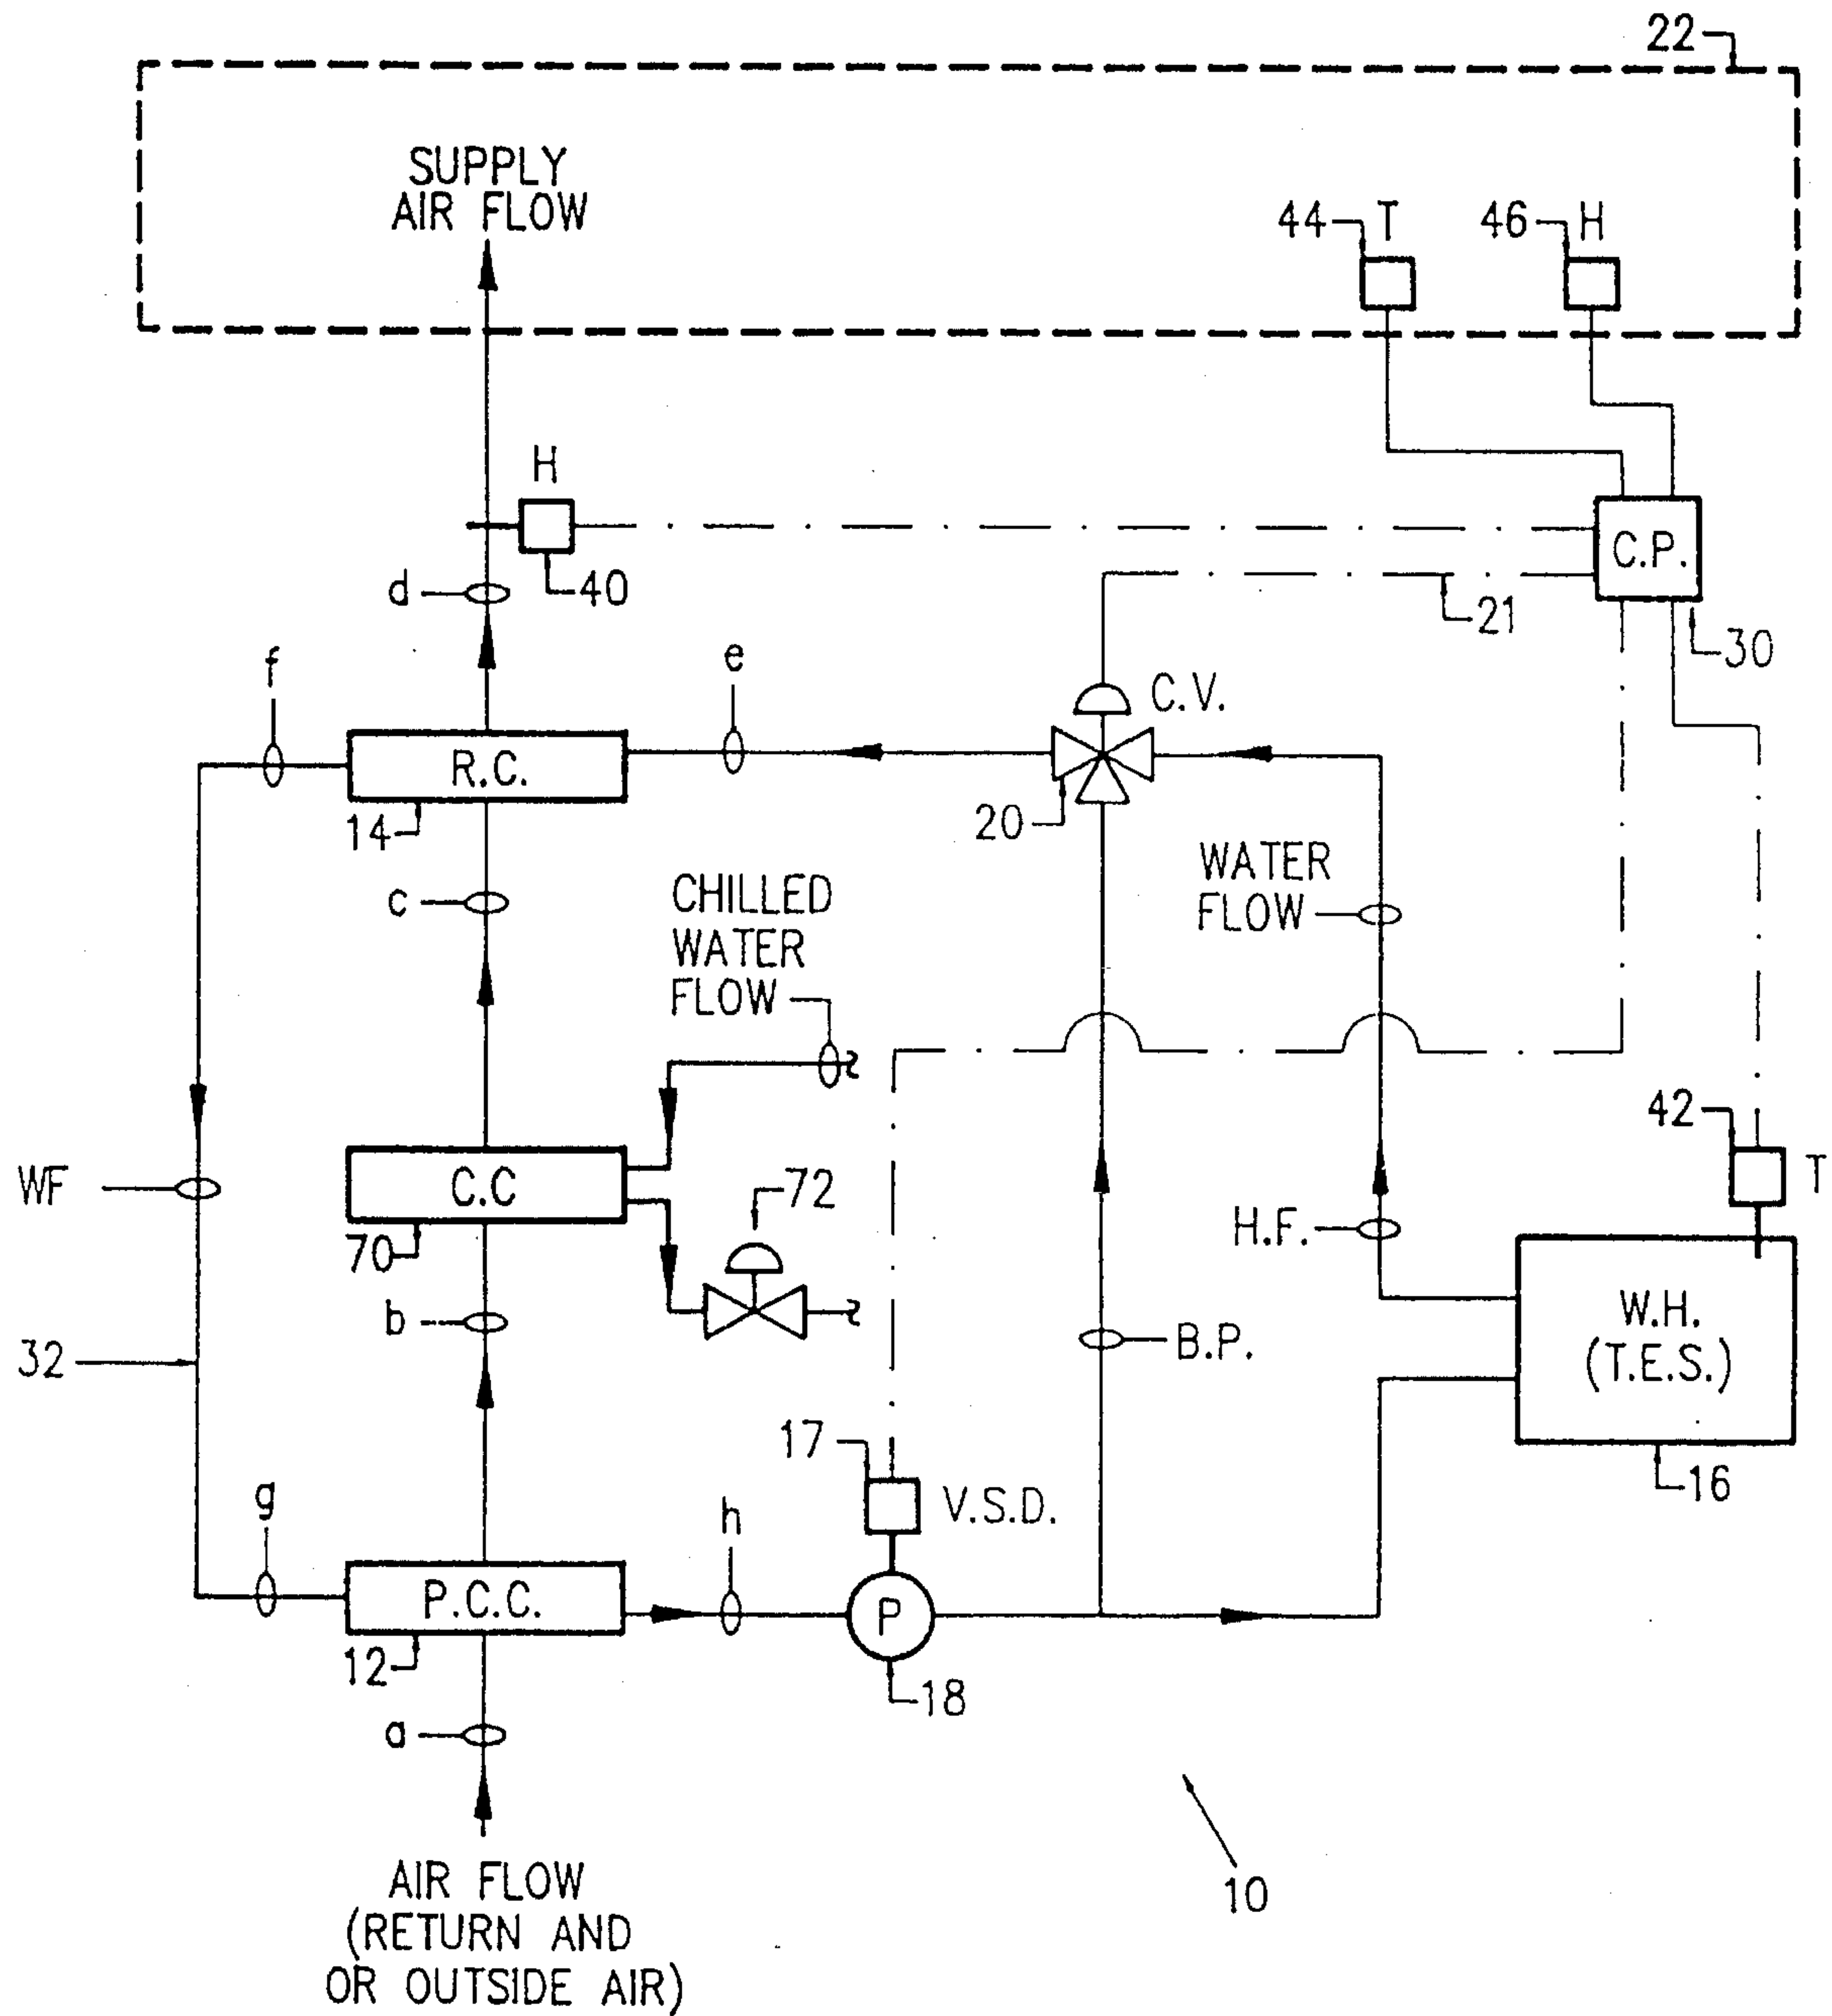 22
SUPPLY
AIR FLOW
44
T
46
H
H
40
d
C.P.
21
30
f
e
C.V.
R.C.
14
20
c
CHILLED
WATER
FLOW
WATER
FLOW
42
T
WF
C.C
70
72
H.F.
b
B.P.
W.H.
(T.E.S.)
32
17
V.S.D.
16
g
h
P.C.C.
P
12
18
a
10
AIR FLOW
(RETURN AND
OR OUTSIDE AIR)